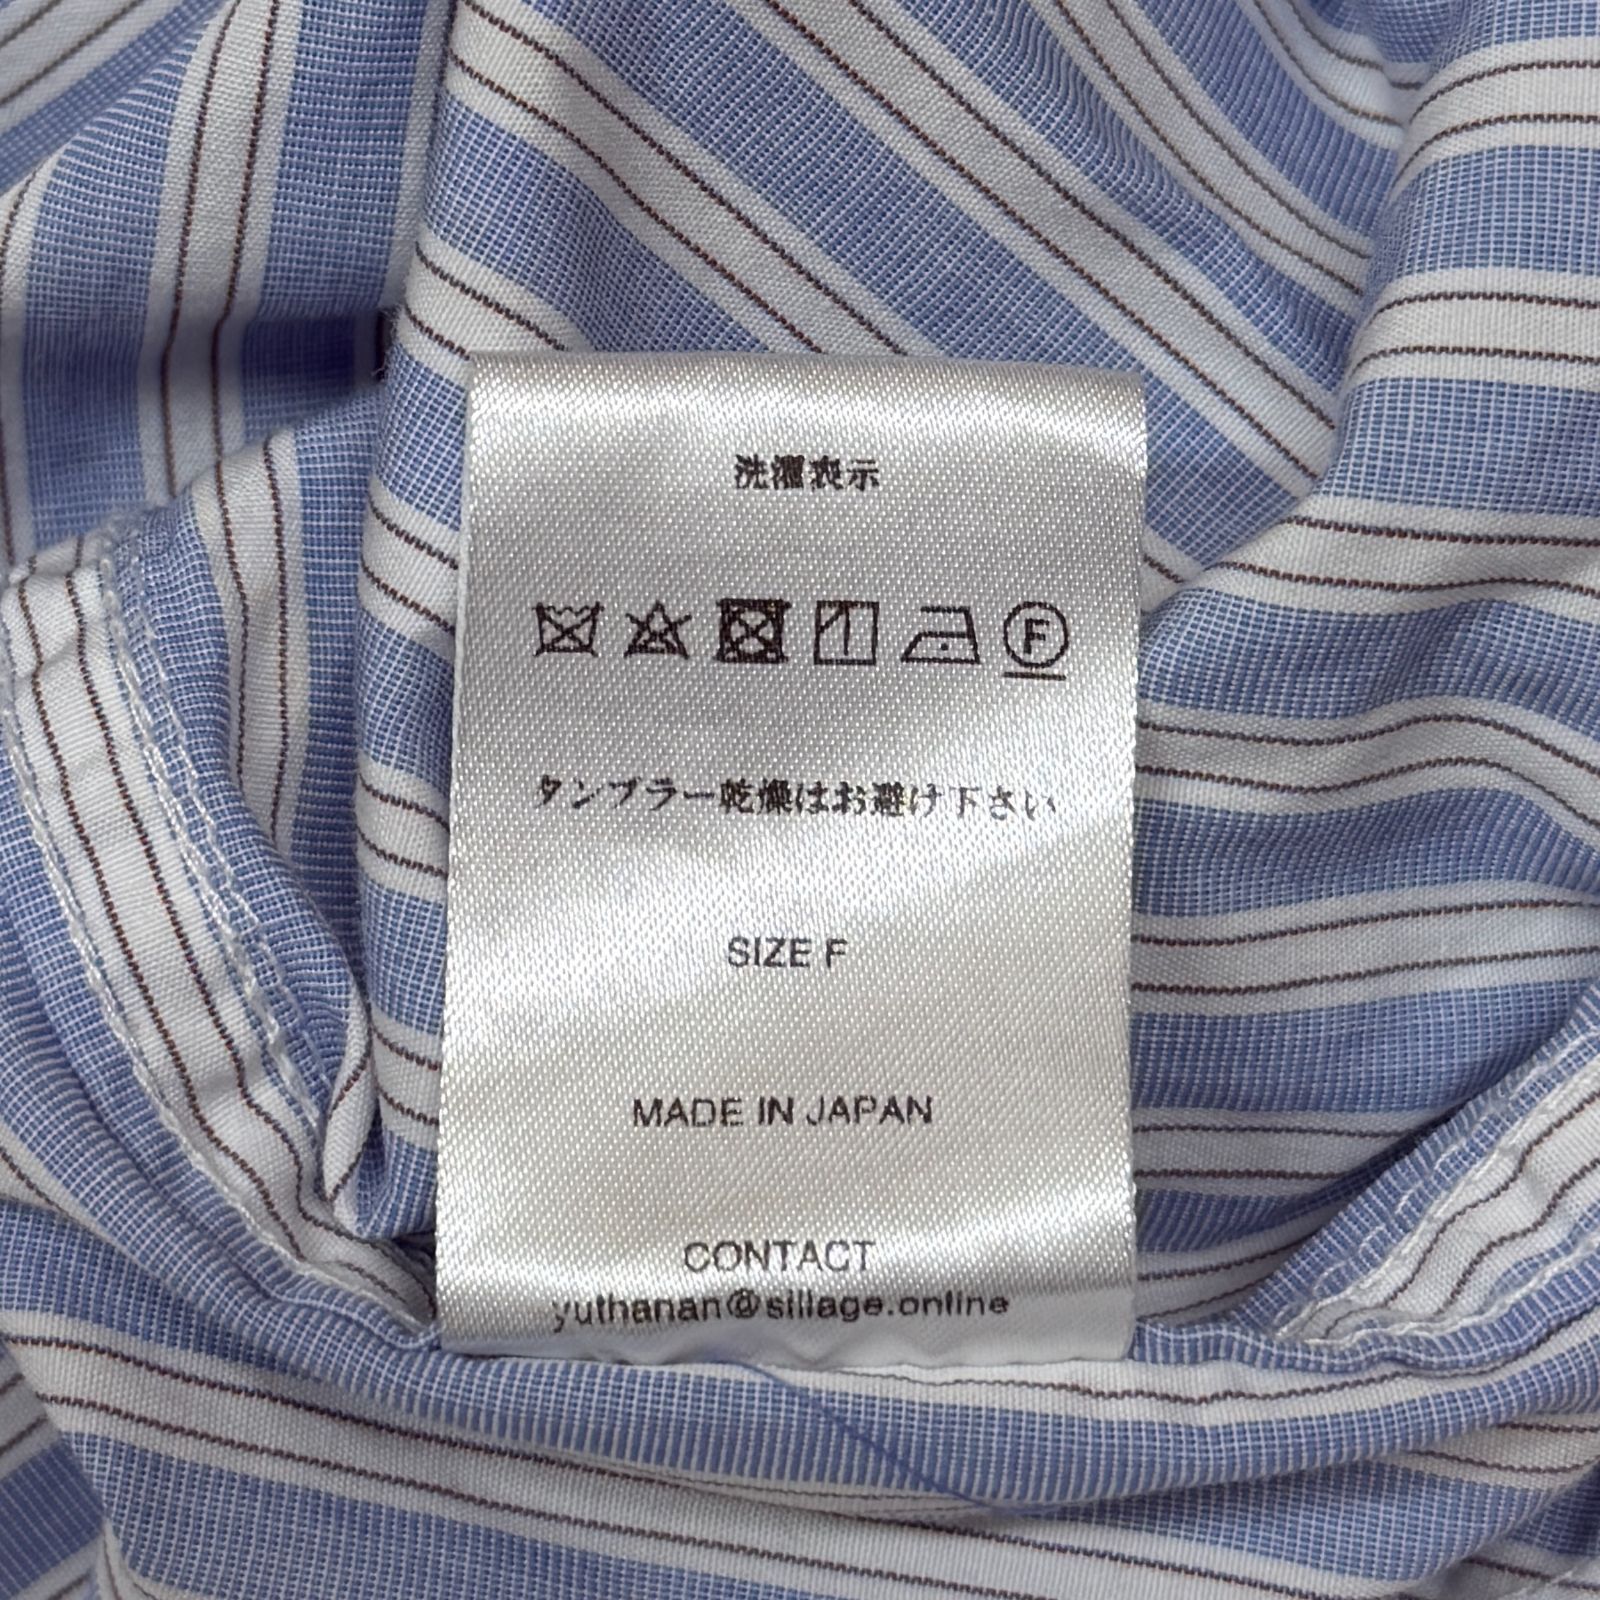 洗濯表示
F
タンブラー乾燥はお避け下さい
SIZE F
MADE IN JAPAN
CONTACT
yuthanan@sillage.online